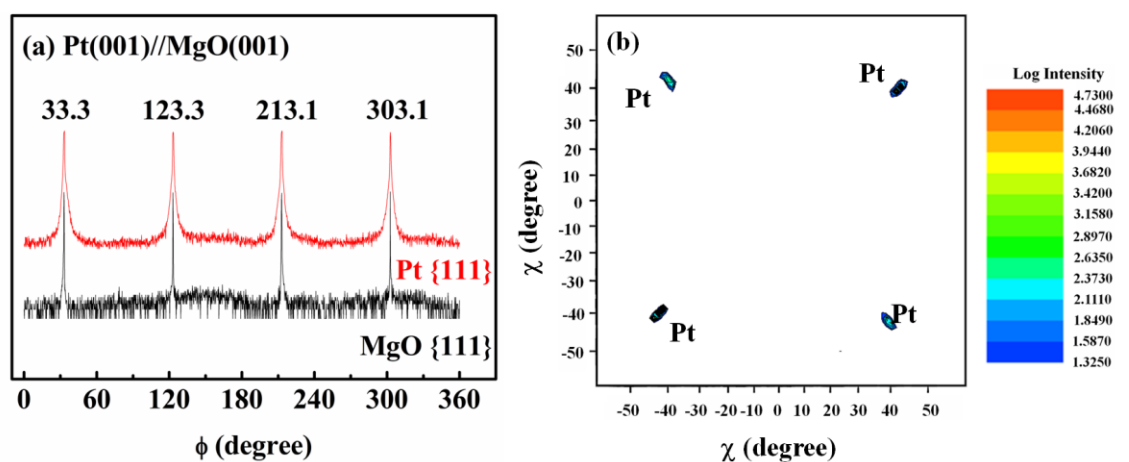 (a) Pt(001)//MgO(001)
33.3 123.3 213.1 303.1
Pt {111}
MgO {111}
0 60 120 180 240 300 360
ϕ (degree)
(b)
Pt
Pt
Pt
Pt
50
40
30
20
10
0
-10
-20
-30
-40
-50
χ (degree)
-50 -40 -30 -20 -10 0 10 20 30 40 50
χ (degree)
Log Intensity
4.7300
4.4680
4.2060
3.9440
3.6820
3.4200
3.1580
2.8970
2.6350
2.3730
2.1110
1.8490
1.5870
1.3250